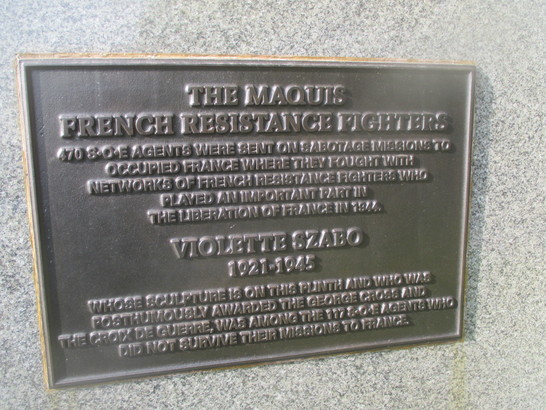 THE MAQUIS
FRENCH RESISTANCE FIGHTERS
470 S·O·E AGENTS WERE SENT ON SABOTAGE MISSIONS TO
OCCUPIED FRANCE WHERE THEY FOUGHT WITH
NETWORKS OF FRENCH RESISTANCE FIGHTERS WHO
PLAYED AN IMPORTANT PART IN
THE LIBERATION OF FRANCE IN 1944.
VIOLETTE SZABO
1921-1945
WHOSE SCULPTURE IS ON THIS PLINTH AND WHO WAS
POSTHUMOUSLY AWARDED THE GEORGE CROSS AND
THE CROIX DE GUERRE, WAS AMONG THE 117 S·O·E AGENTS WHO
DID NOT SURVIVE THEIR MISSIONS TO FRANCE.